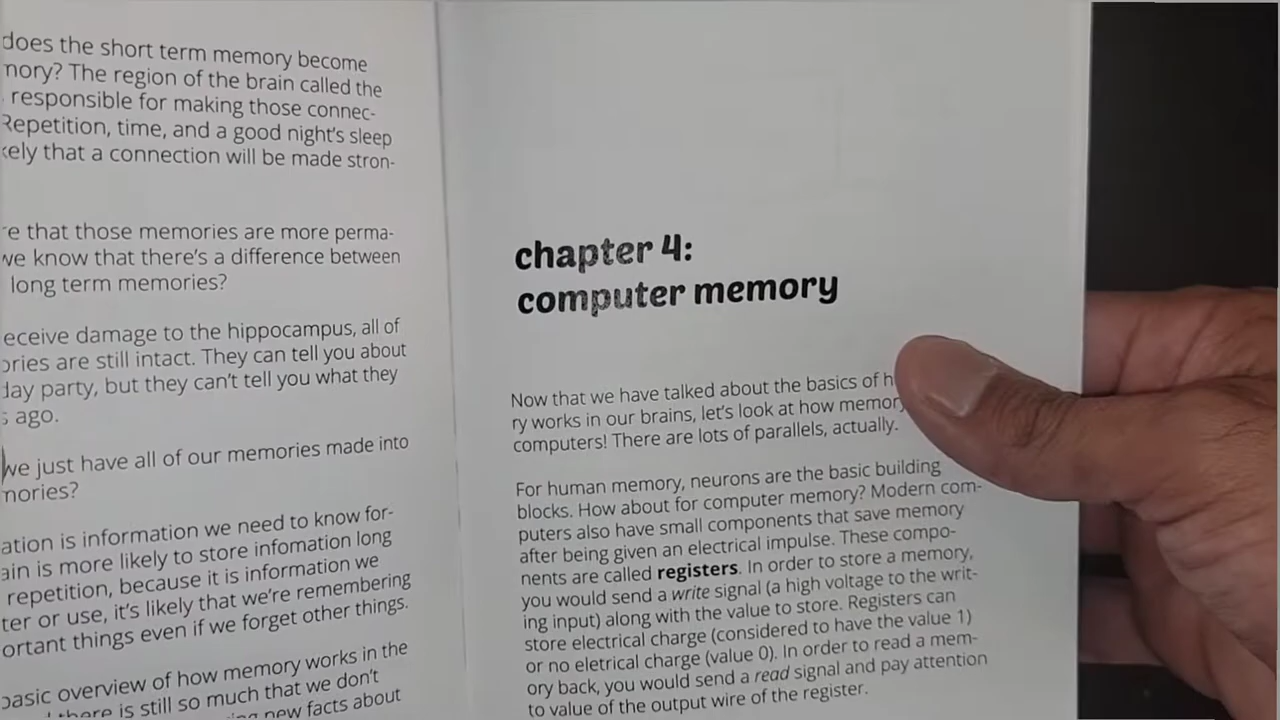 does the short term memory become
mory? The region of the brain called the
responsible for making those connec-
Repetition, time, and a good night's sleep
kely that a connection will be made stron-
re that those memories are more perma-
we know that there's a difference between
long term memories?
eceive damage to the hippocampus, all of
ories are still intact. They can tell you about
day party, but they can't tell you what they
s ago.
we just have all of our memories made into
mories?
ation is information we need to know for-
ain is more likely to store infomation long
repetition, because it is information we
ter or use, it's likely that we're remembering
ortant things even if we forget other things.
basic overview of how memory works in the
there is still so much that we don't
new facts about
chapter 4:
computer memory
Now that we have talked about the basics of h
ry works in our brains, let's look at how memory
computers! There are lots of parallels, actually.
For human memory, neurons are the basic building
blocks. How about for computer memory? Modern com-
puters also have small components that save memory
after being given an electrical impulse. These compo-
nents are called registers. In order to store a memory,
you would send a write signal (a high voltage to the writ-
ing input) along with the value to store. Registers can
store electrical charge (considered to have the value 1)
or no eletrical charge (value 0). In order to read a mem-
ory back, you would send a read signal and pay attention
to value of the output wire of the register.